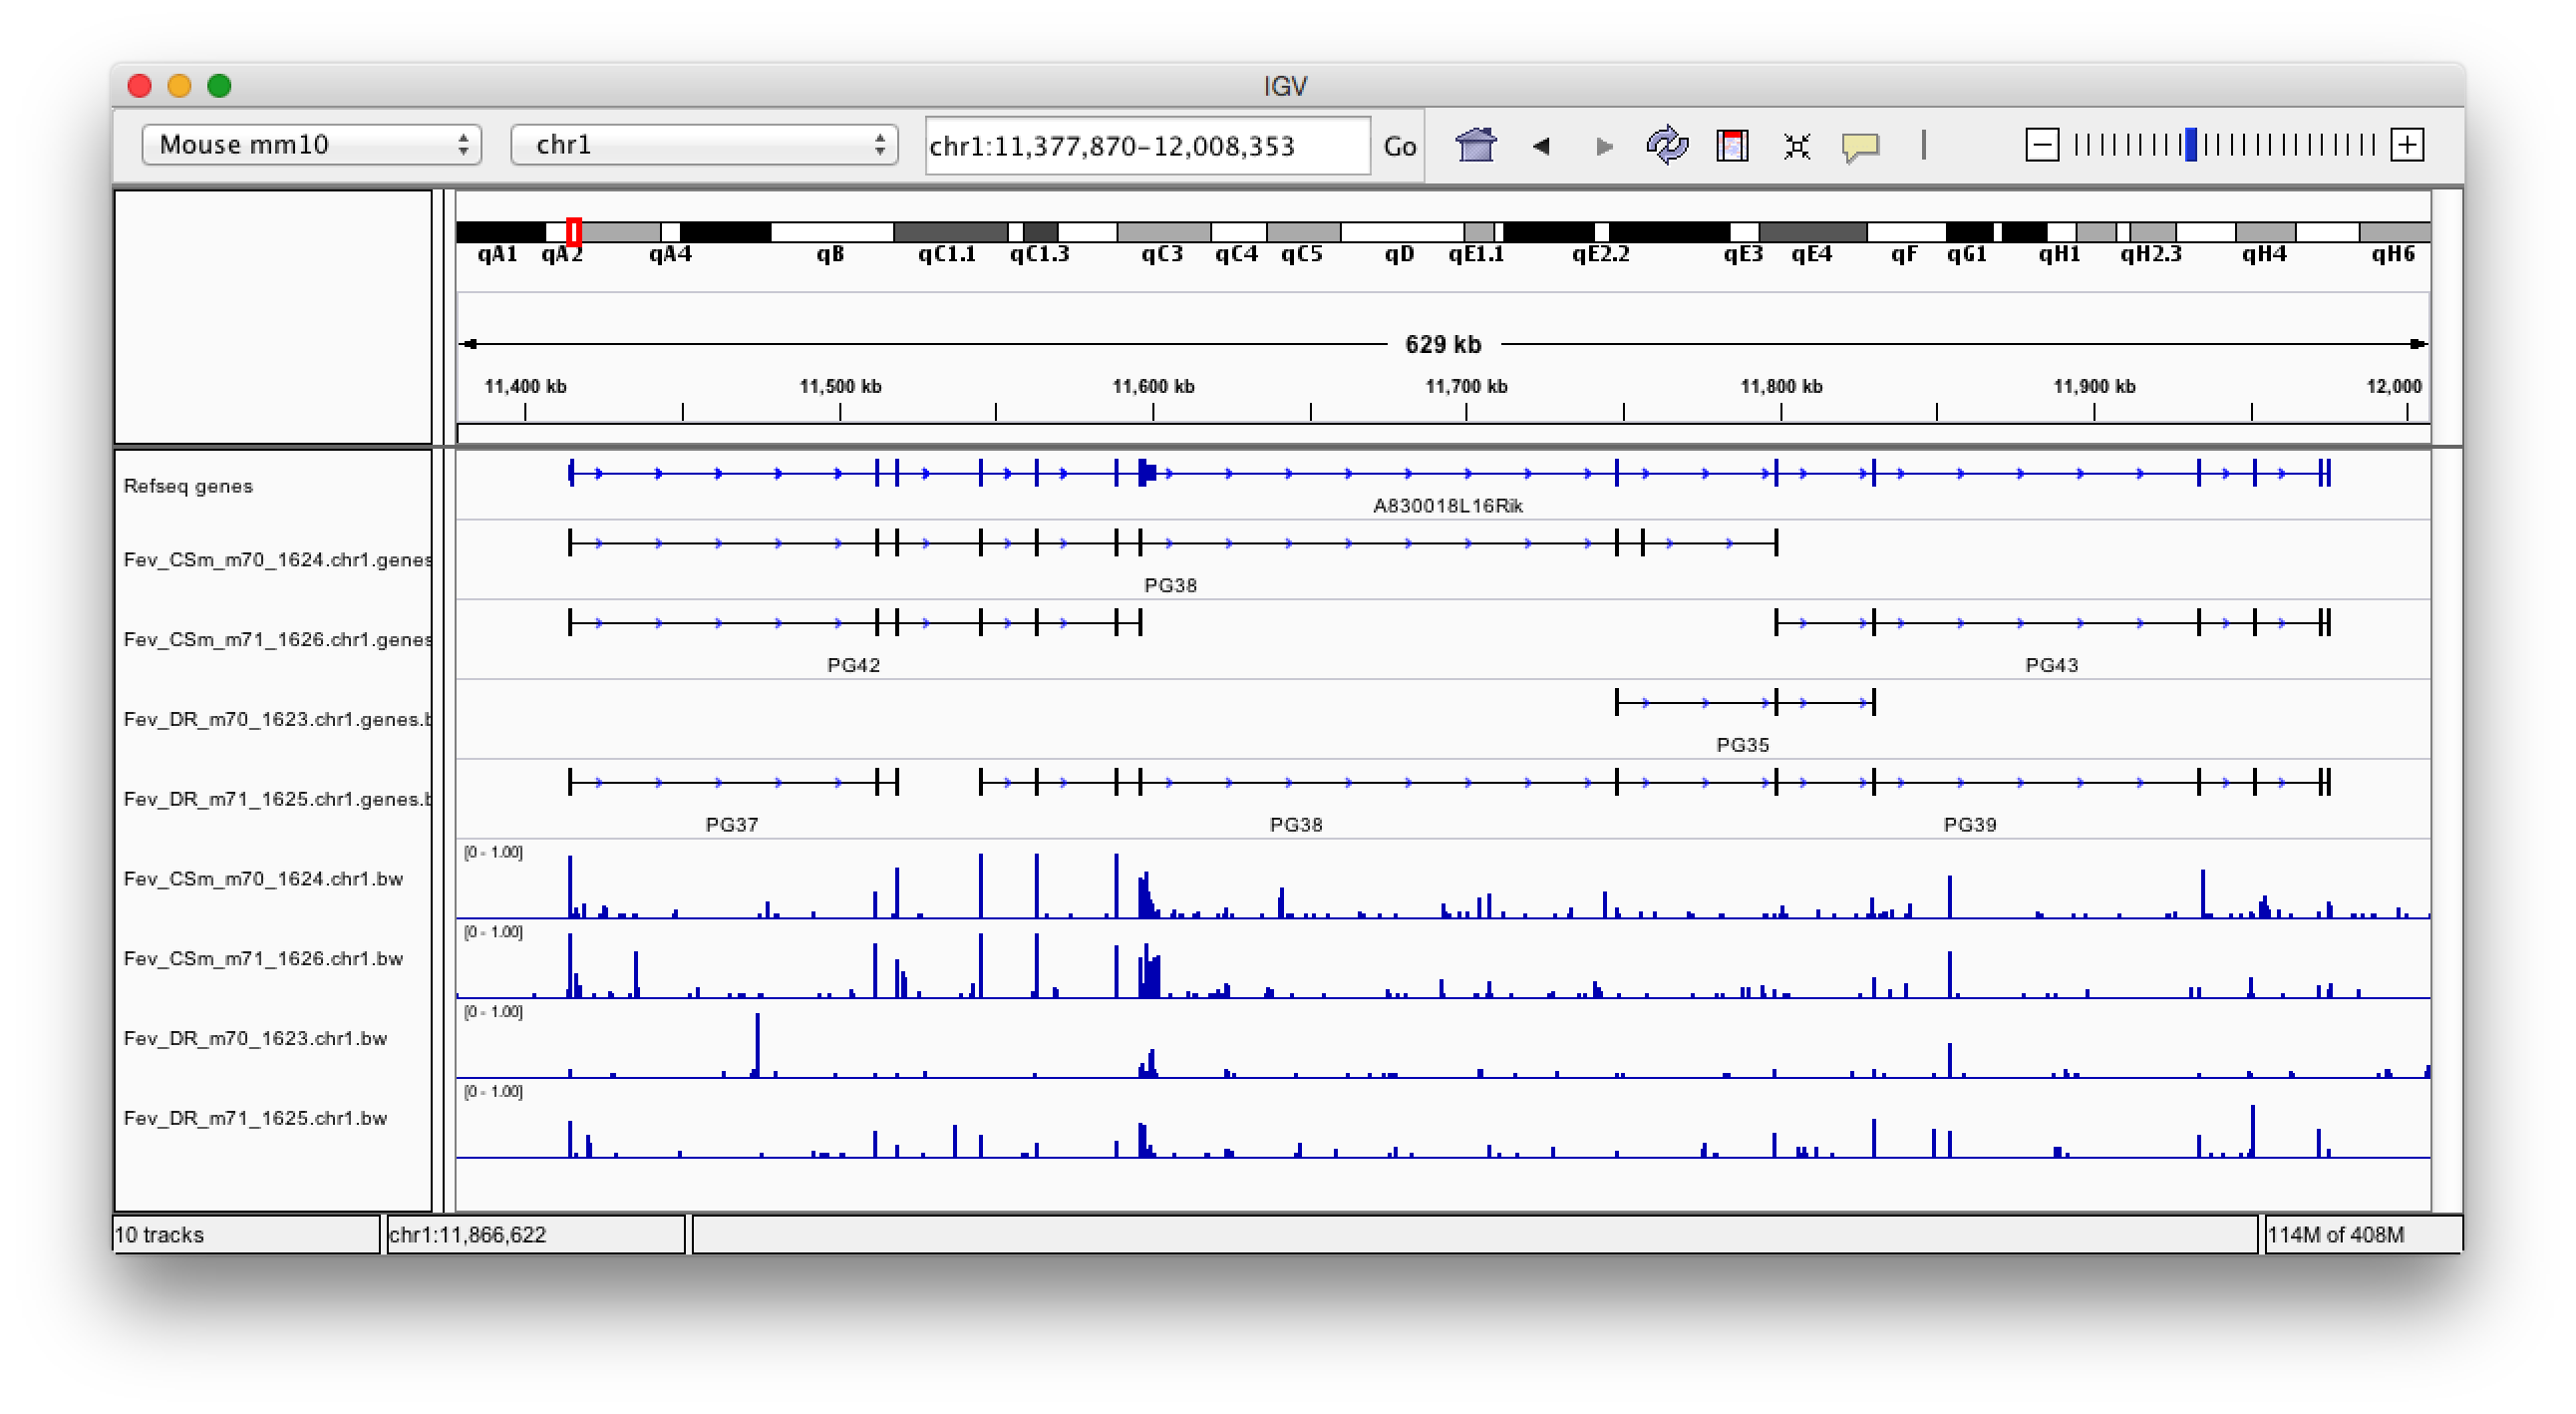 IGV
Mouse mm10 chr1 chr1:11,377,870-12,008,353 Go
qA1 qA2 qA4 qB qC1.1 qC1.3 qC3 qC4 qC5 qD qE1.1 qE2.2 qE3 qE4 qF qG1 qH1 qH2.3 qH4 qH6
629 kb
11,400 kb 11,500 kb 11,600 kb 11,700 kb 11,800 kb 11,900 kb 12,000
Refseq genes
A830018L16Rik
Fev_CSm_m70_1624.chr1.genes
PG38
Fev_CSm_m71_1626.chr1.genes
PG42 PG43
Fev_DR_m70_1623.chr1.genes.b
PG35
Fev_DR_m71_1625.chr1.genes.b
PG37 PG38 PG39
[0 - 1.00]
Fev_CSm_m70_1624.chr1.bw
[0 - 1.00]
Fev_CSm_m71_1626.chr1.bw
[0 - 1.00]
Fev_DR_m70_1623.chr1.bw
[0 - 1.00]
Fev_DR_m71_1625.chr1.bw
10 tracks chr1:11,866,622 114M of 408M